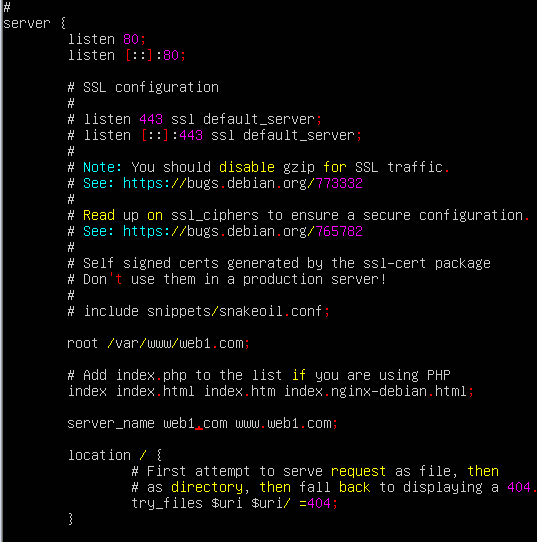 #
server {
listen 80;
listen [::]:80;
# SSL configuration
#
# listen 443 ssl default_server;
# listen [::]:443 ssl default_server;
#
# Note: You should disable gzip for SSL traffic.
# See: https://bugs.debian.org/773332
#
# Read up on ssl_ciphers to ensure a secure configuration.
# See: https://bugs.debian.org/765782
#
# Self signed certs generated by the ssl-cert package
# Don't use them in a production server!
#
# include snippets/snakeoil.conf;
root /var/www/web1.com;
# Add index.php to the list if you are using PHP
index index.html index.htm index.nginx-debian.html;
server_name web1.com www.web1.com;
location / {
# First attempt to serve request as file, then
# as directory, then fall back to displaying a 404.
try_files $uri $uri/ =404;
}